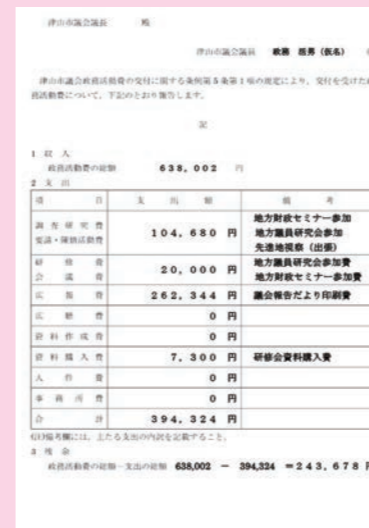 津山市議会議長 殿
津山市議会議員 政務 活男(仮名)
津山市議会政務活動費の交付に関する条例第5条第1項の規定により、交付を受けた政
務活動費について、下記のとおり報告します。
記
1 収 入
政務活動費の総額 638,002 円
2 支 出
項 目 支 出 額 備 考
調査研究費
要請・陳情活動費 104,680 円 地方財政セミナー参加
地方議員研究会参加
先進地視察(出張)
研修費
会議費 20,000 円 地方議員研究会参加費
地方財政セミナー参加費
広報費 262,344 円 議会報告だより印刷費
広聴費 0 円
資料作成費 0 円
資料購入費 7,300 円 研修会資料購入費
人件費 0 円
事務所費 0 円
合 計 394,324 円
(注)備考欄には、主たる支出の内訳を記載すること。
3 残 余
政務活動費の総額-支出の総額 638,002 - 394,324 =243,678 円